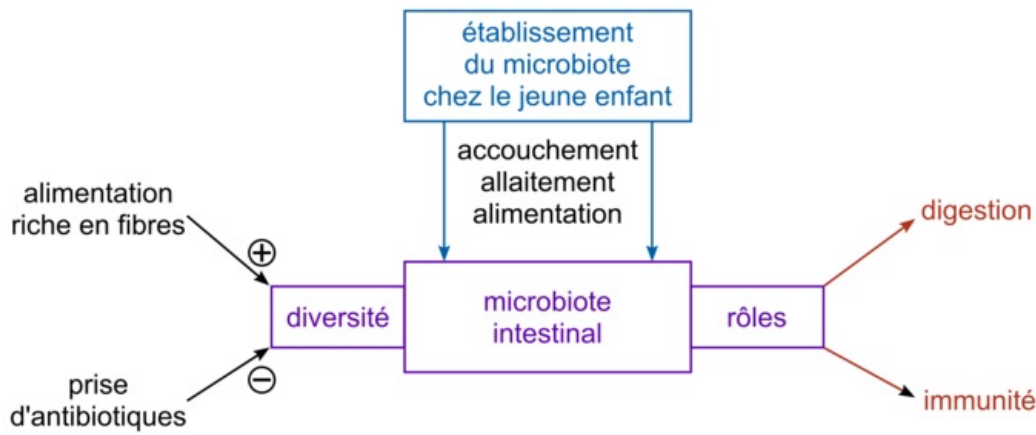 établissement
du microbiote
chez le jeune enfant
accouchement
allaitement
alimentation
alimentation
riche en fibres
+
diversité
microbiote
intestinal
rôles
digestion
−
prise
d'antibiotiques
immunité